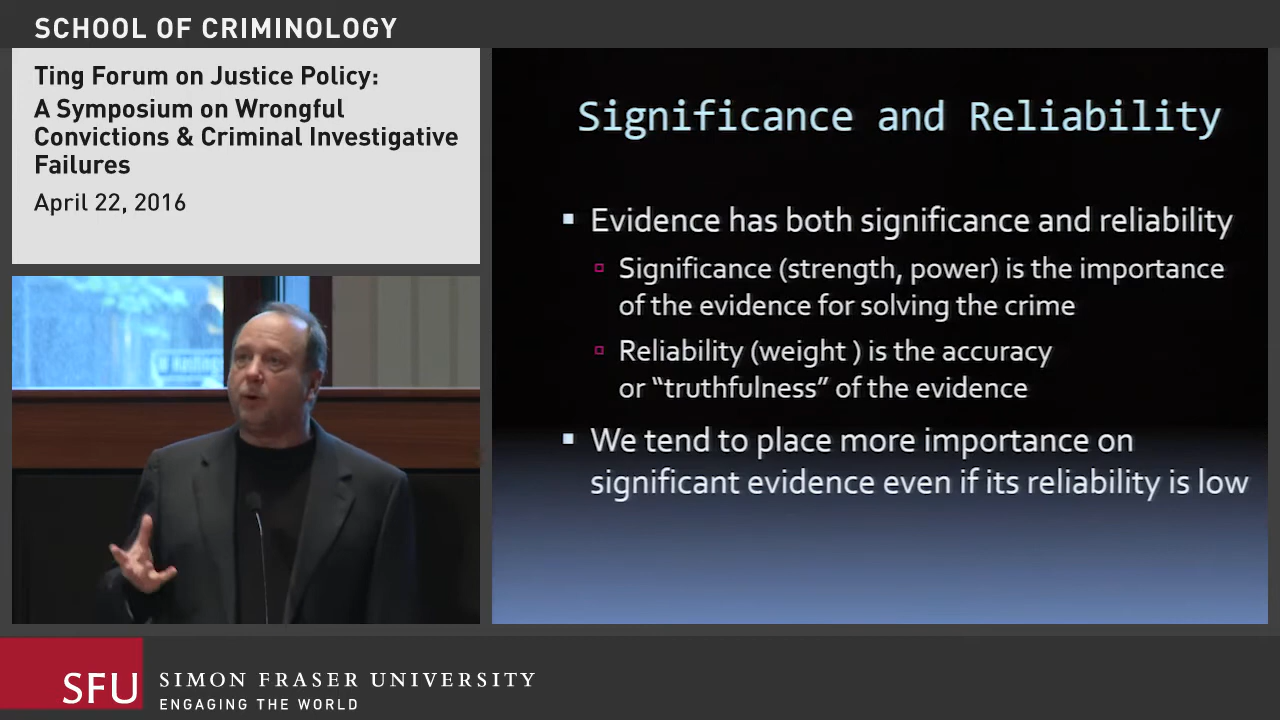 SCHOOL OF CRIMINOLOGY
Ting Forum on Justice Policy:
A Symposium on Wrongful
Convictions & Criminal Investigative
Failures
April 22, 2016
Significance and Reliability
Evidence has both significance and reliability
Significance (strength, power) is the importance
of the evidence for solving the crime
Reliability (weight ) is the accuracy
or “truthfulness” of the evidence
We tend to place more importance on
significant evidence even if its reliability is low
SFU
SIMON FRASER UNIVERSITY
ENGAGING THE WORLD